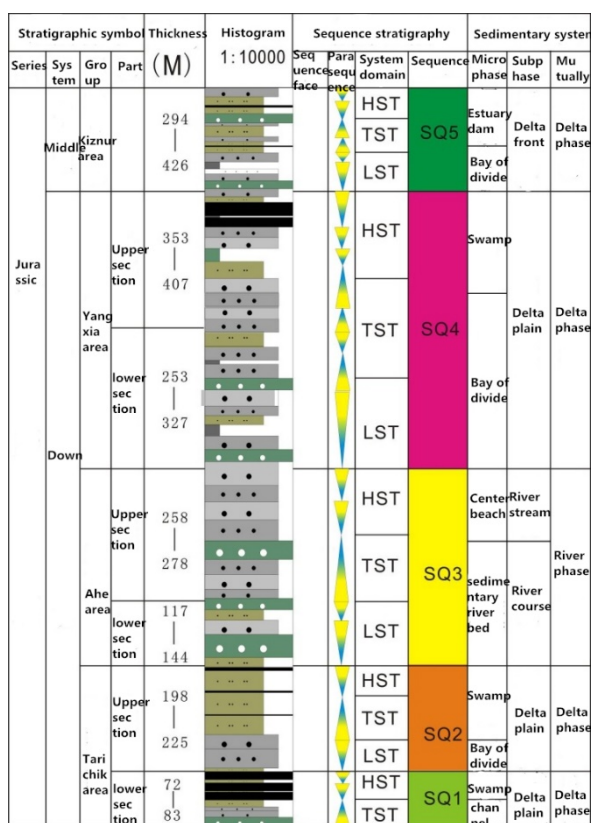 Stratigraphic symbol Thickness Histogram Sequence stratigraphy Sedimentary system
Series Sys tem Gro up Part (M) 1:10000 Seq uence face Para sequ ence System domain Sequence Micro phase Subp hase Mu tually
Jura ssic
Middle
Down
Kiznur area
Yang xia area
Ahe area
Tari chik area
Upper sec tion
lower sec tion
Upper sec tion
lower sec tion
Upper sec tion
lower sec tion
294
426
353
407
253
327
258
278
117
144
198
225
72
83
HST
TST
LST
HST
TST
LST
HST
TST
LST
HST
TST
LST
HST
TST
SQ5
SQ4
SQ3
SQ2
SQ1
Estuary dam
Bay of divide
Swamp
Bay of divide
Center beach
sedime ntary river bed
Swamp
Bay of divide
Swamp
chan nel
Delta front
Delta plain
River stream
River course
Delta plain
Delta plain
Delta phase
Delta phase
River phase
Delta phase
Delta phase